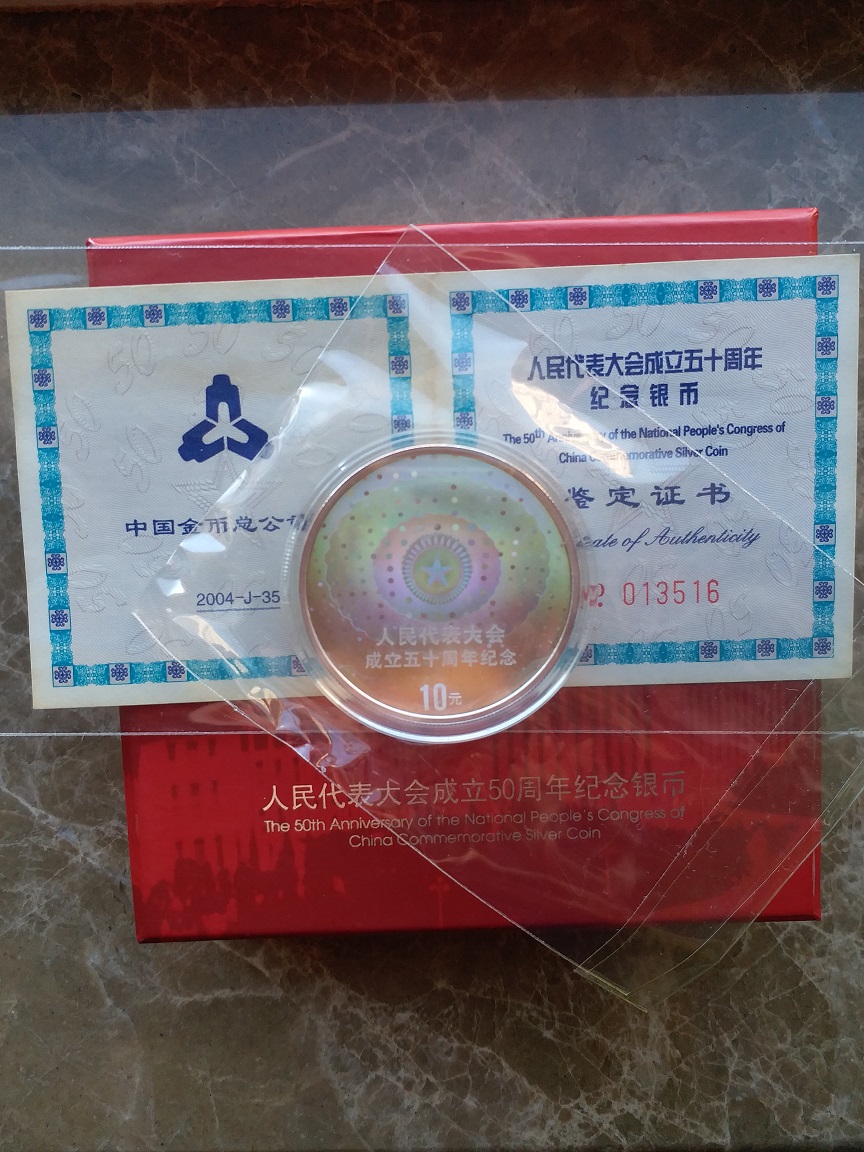 中国金币总公司
2004-J-35
人民代表大会成立五十周年
纪念银币
The 50th Anniversary of the National People's Congress of
China Commemorative Silver Coin
鉴定证书
cate of Authenticity
№ 013516
人民代表大会
成立五十周年纪念
10元
人民代表大会成立50周年纪念银币
The 50th Anniversary of the National People's Congress of
China Commemorative Silver Coin